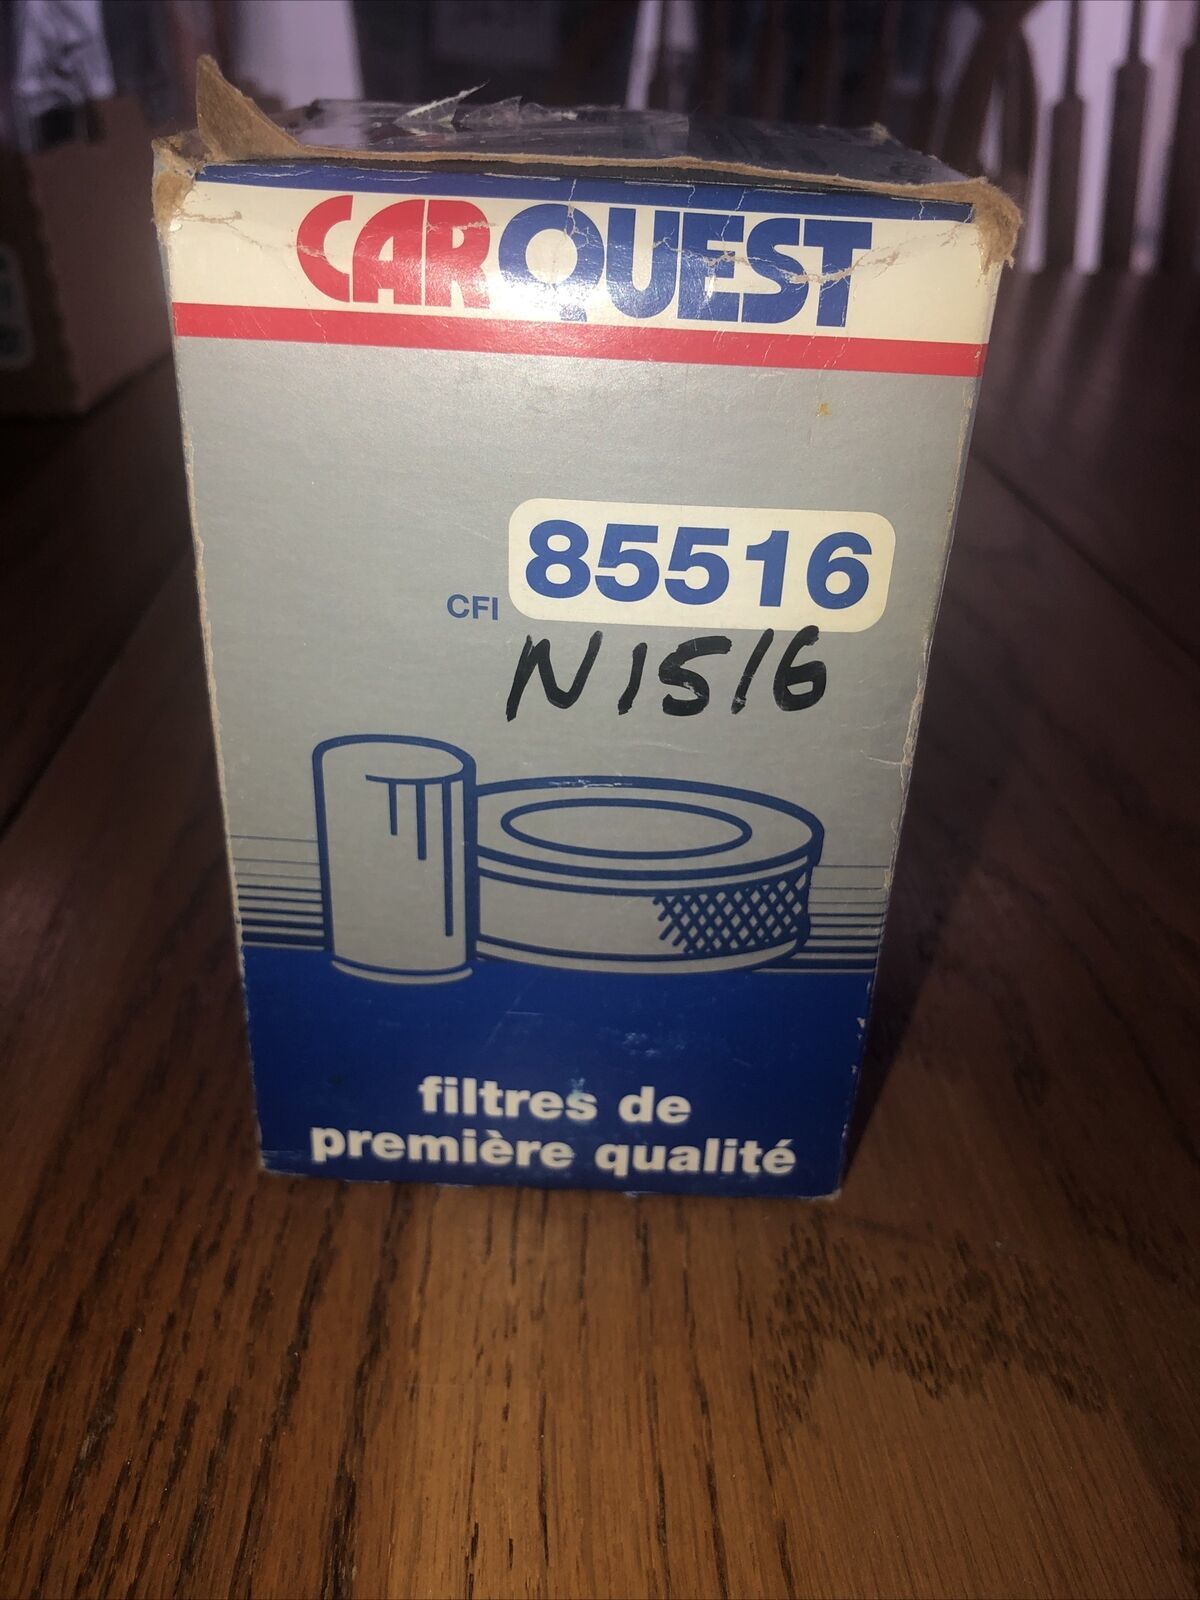 CARQUEST
85516
CFI
N1516
filtres de
première qualité